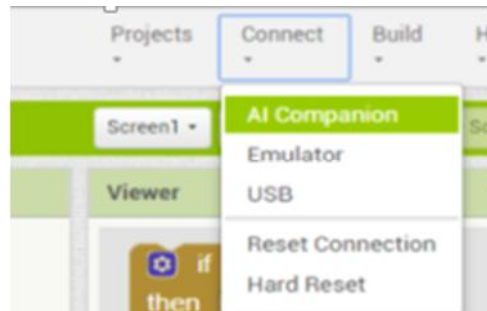 Projects Connect Build H
Screen1
AI Companion
Emulator
Viewer
USB
Reset Connection
if
Hard Reset
then